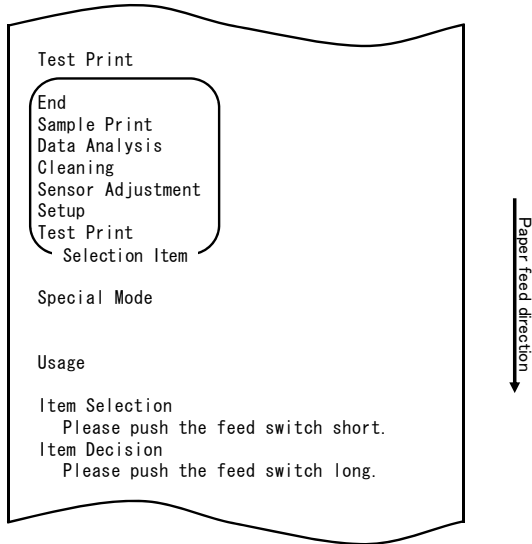 Test Print
End
Sample Print
Data Analysis
Cleaning
Sensor Adjustment
Setup
Test Print
Selection Item
Special Mode
Usage
Item Selection
Please push the feed switch short.
Item Decision
Please push the feed switch long.
Paper feed direction